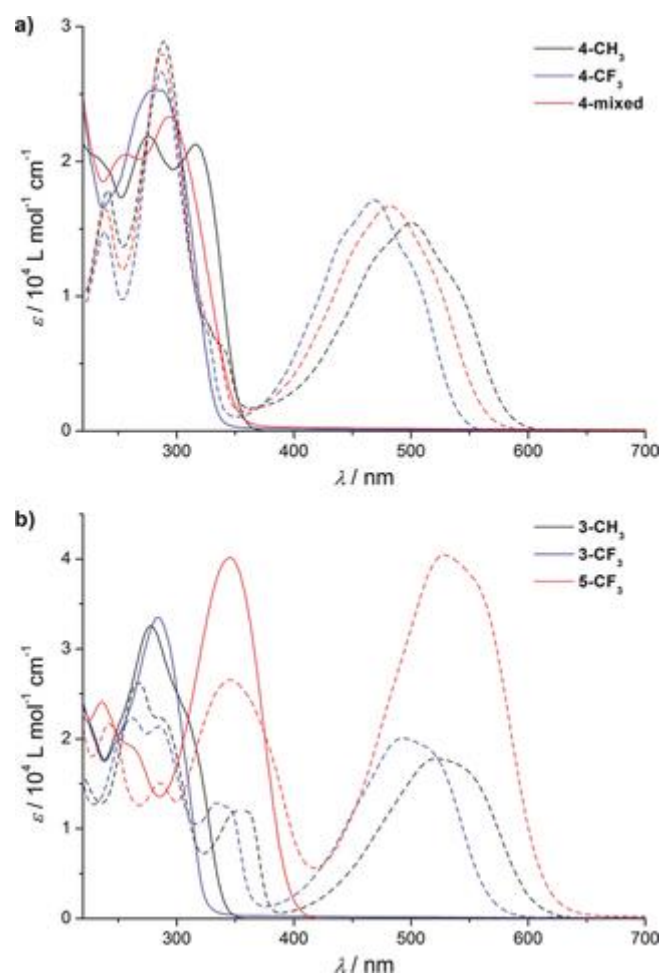 a)
3
2
1
0
ε / 10⁴ L mol⁻¹ cm⁻¹
4-CH₃
4-CF₃
4-mixed
300 400 500 600 700
λ / nm
b)
4
3
2
1
0
ε / 10⁴ L mol⁻¹ cm⁻¹
3-CH₃
3-CF₃
5-CF₃
300 400 500 600 700
λ / nm